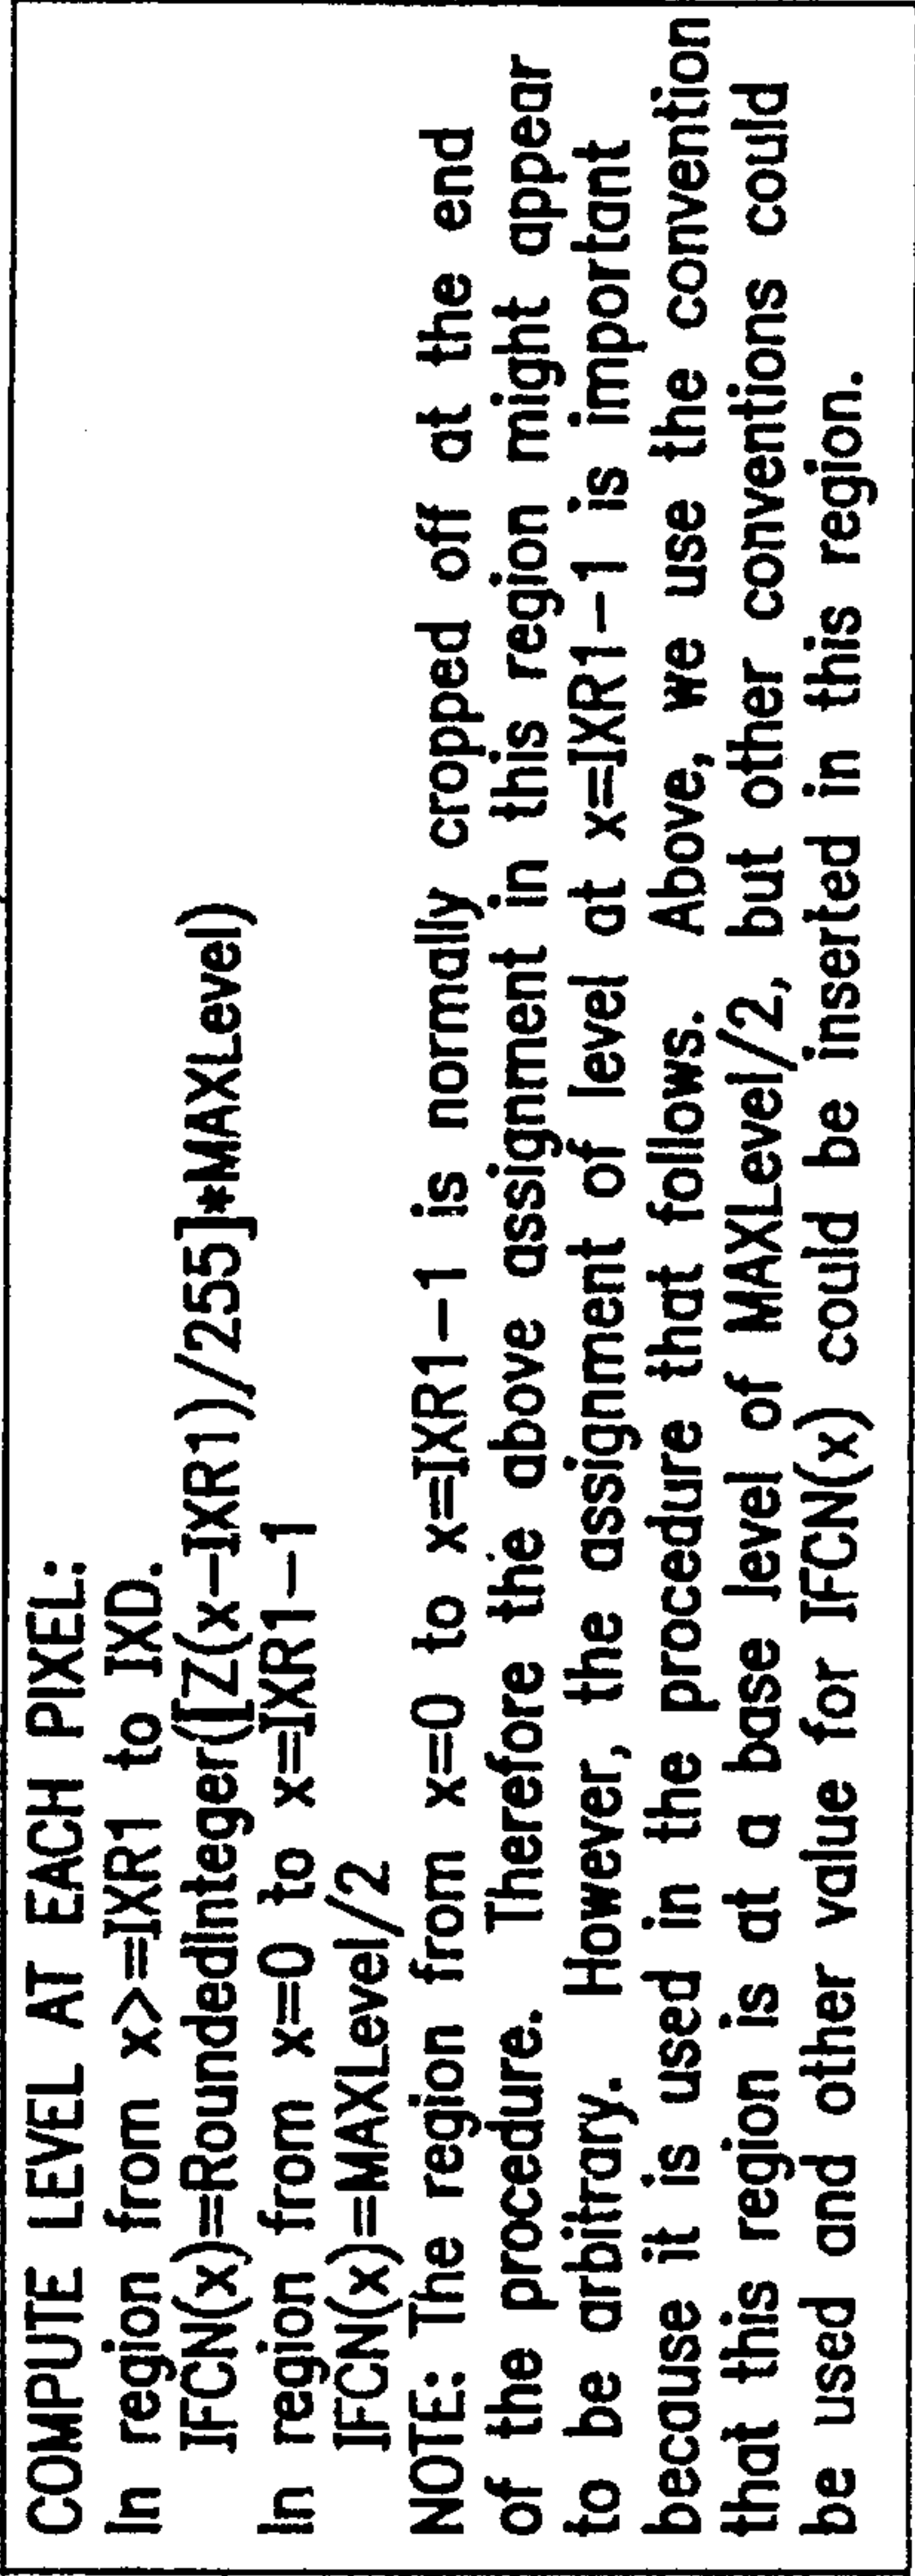 COMPUTE LEVEL AT EACH PIXEL:
In region from x>=IXR1 to IXD.
IFCN(x)=RoundedInteger([Z(x-IXR1)/255]*MAXLevel)
In region from x=0 to x=IXR1-1
IFCN(x)=MAXLevel/2
NOTE: The region from x=0 to x=IXR1-1 is normally cropped off at the end
of the procedure. Therefore the above assignment in this region might appear
to be arbitrary. However, the assignment of level at x=IXR1-1 is important
because it is used in the procedure that follows. Above, we use the convention
that this region is at a base level of MAXLevel/2, but other conventions could
be used and other value for IFCN(x) could be inserted in this region.